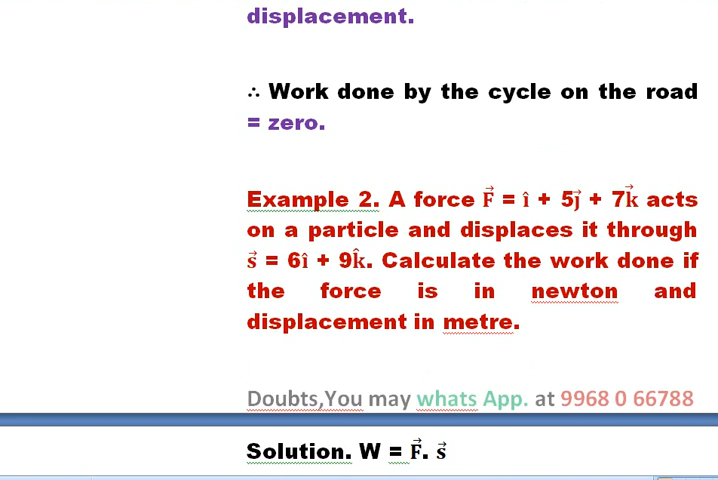 displacement.
∴ Work done by the cycle on the road
= zero.
Example 2. A force F⃗ = î + 5j⃗ + 7k⃗ acts
on a particle and displaces it through
s⃗ = 6î + 9k̂. Calculate the work done if
the force is in newton and
displacement in metre.
Doubts,You may whats App. at 9968 0 66788
Solution. W = F⃗. s⃗